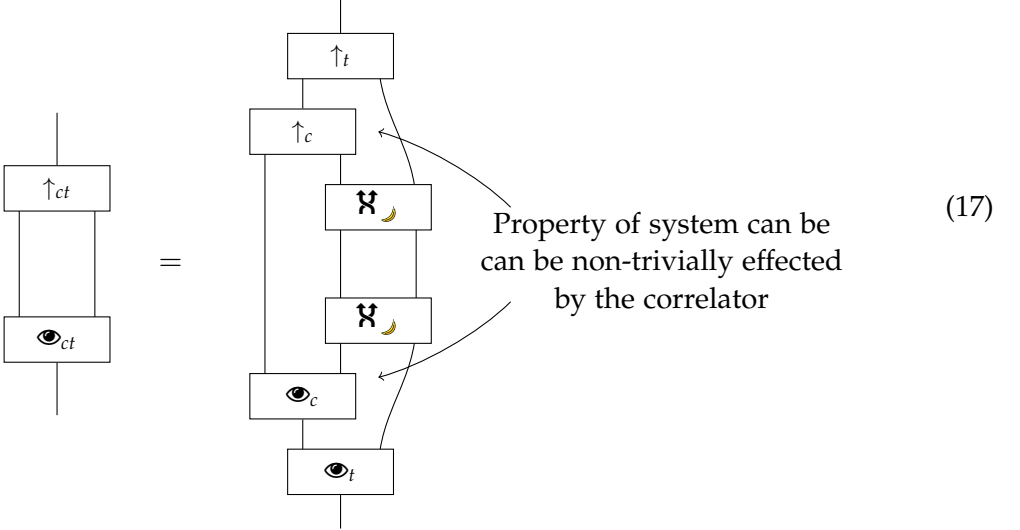 ↑t
↑c
↑ct
Property of system can be
can be non-trivially effected
by the correlator
(17)
=
ct
c
t